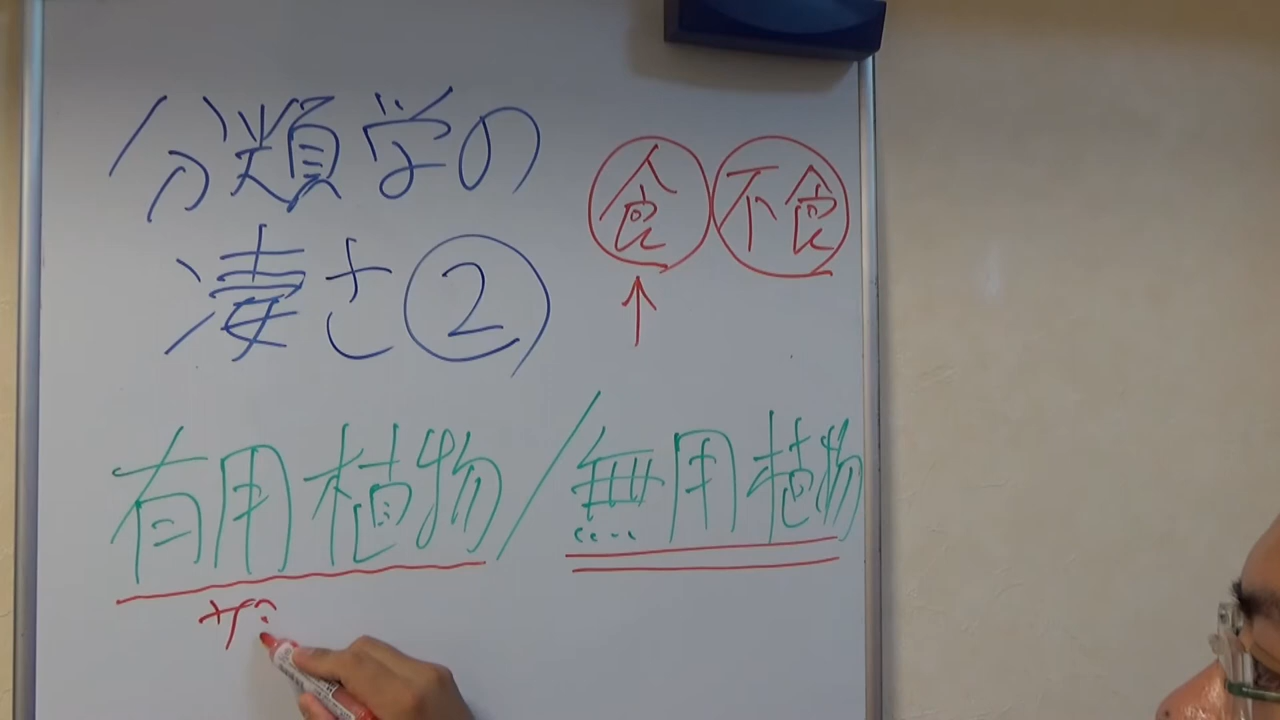 分類学の
凄さ②
食 不食
↑
有用植物/無用植物